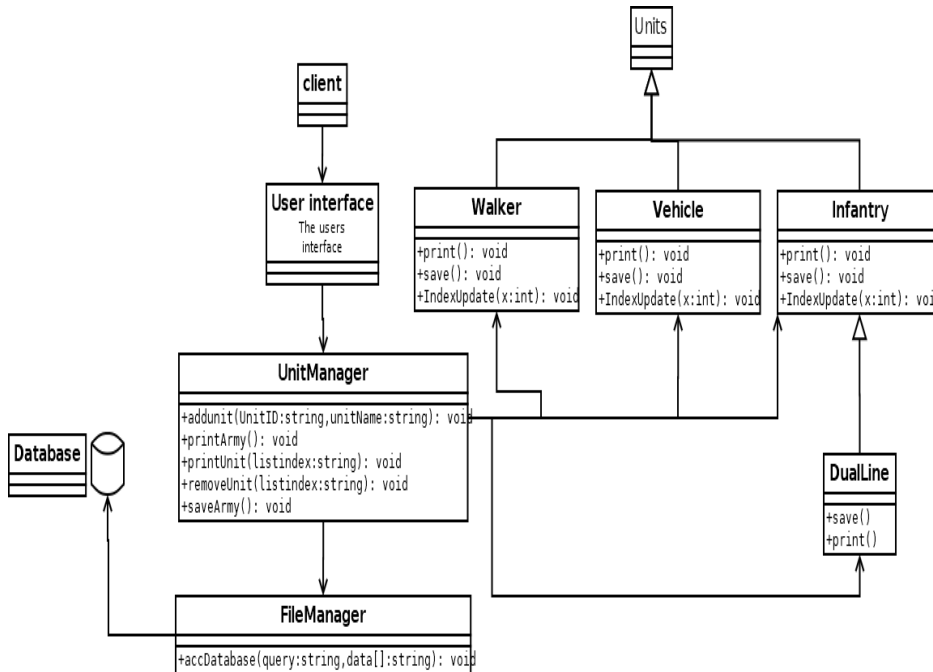 Units
client
User interface
The users
interface
Walker
+print(): void
+save(): void
+IndexUpdate(x:int): void
Vehicle
+print(): void
+save(): void
+IndexUpdate(x:int): void
Infantry
+print(): void
+save(): void
+IndexUpdate(x:int): voi
UnitManager
+addunit(UnitID:string,unitName:string): void
+printArmy(): void
+printUnit(listindex:string): void
+removeUnit(listindex:string): void
+saveArmy(): void
Database
DualLine
+save()
+print()
FileManager
+accDatabase(query:string,data[]:string): void